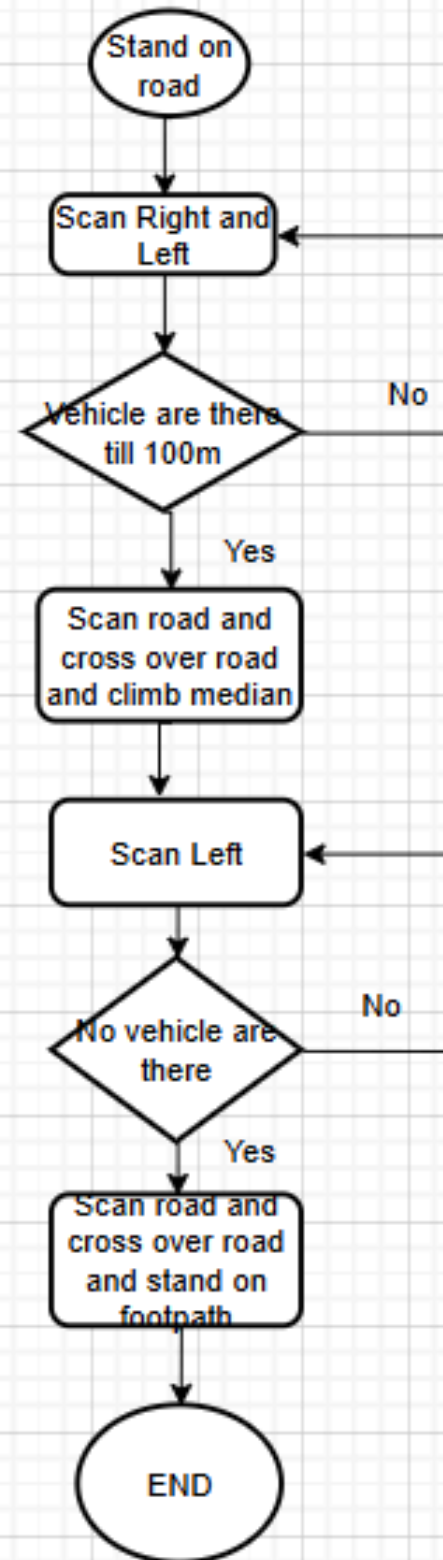 Stand on
road
Scan Right and
Left
Vehicle are there
till 100m
No
Yes
Scan road and
cross over road
and climb median
Scan Left
No vehicle are
there
No
Yes
Scan road and
cross over road
and stand on
footpath
END